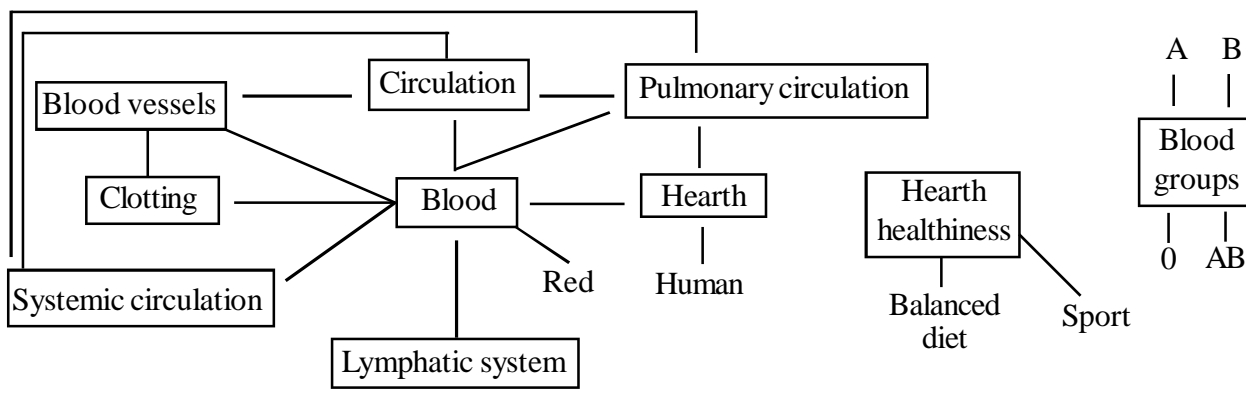 A B
Circulation
Pulmonary circulation
Blood vessels
Blood
groups
Clotting
Blood
Hearth
Hearth
healthiness
0 AB
Red
Human
Systemic circulation
Balanced
diet
Sport
Lymphatic system